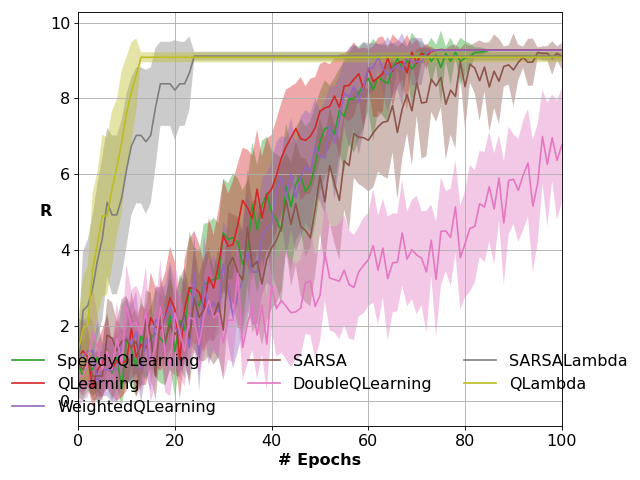 10
8
6
R
4
2
SpeedyQLearning SARSA SARSALambda
QLearning DoubleQLearning QLambda
0
WeightedQLearning
0 20 40 60 80 100
# Epochs